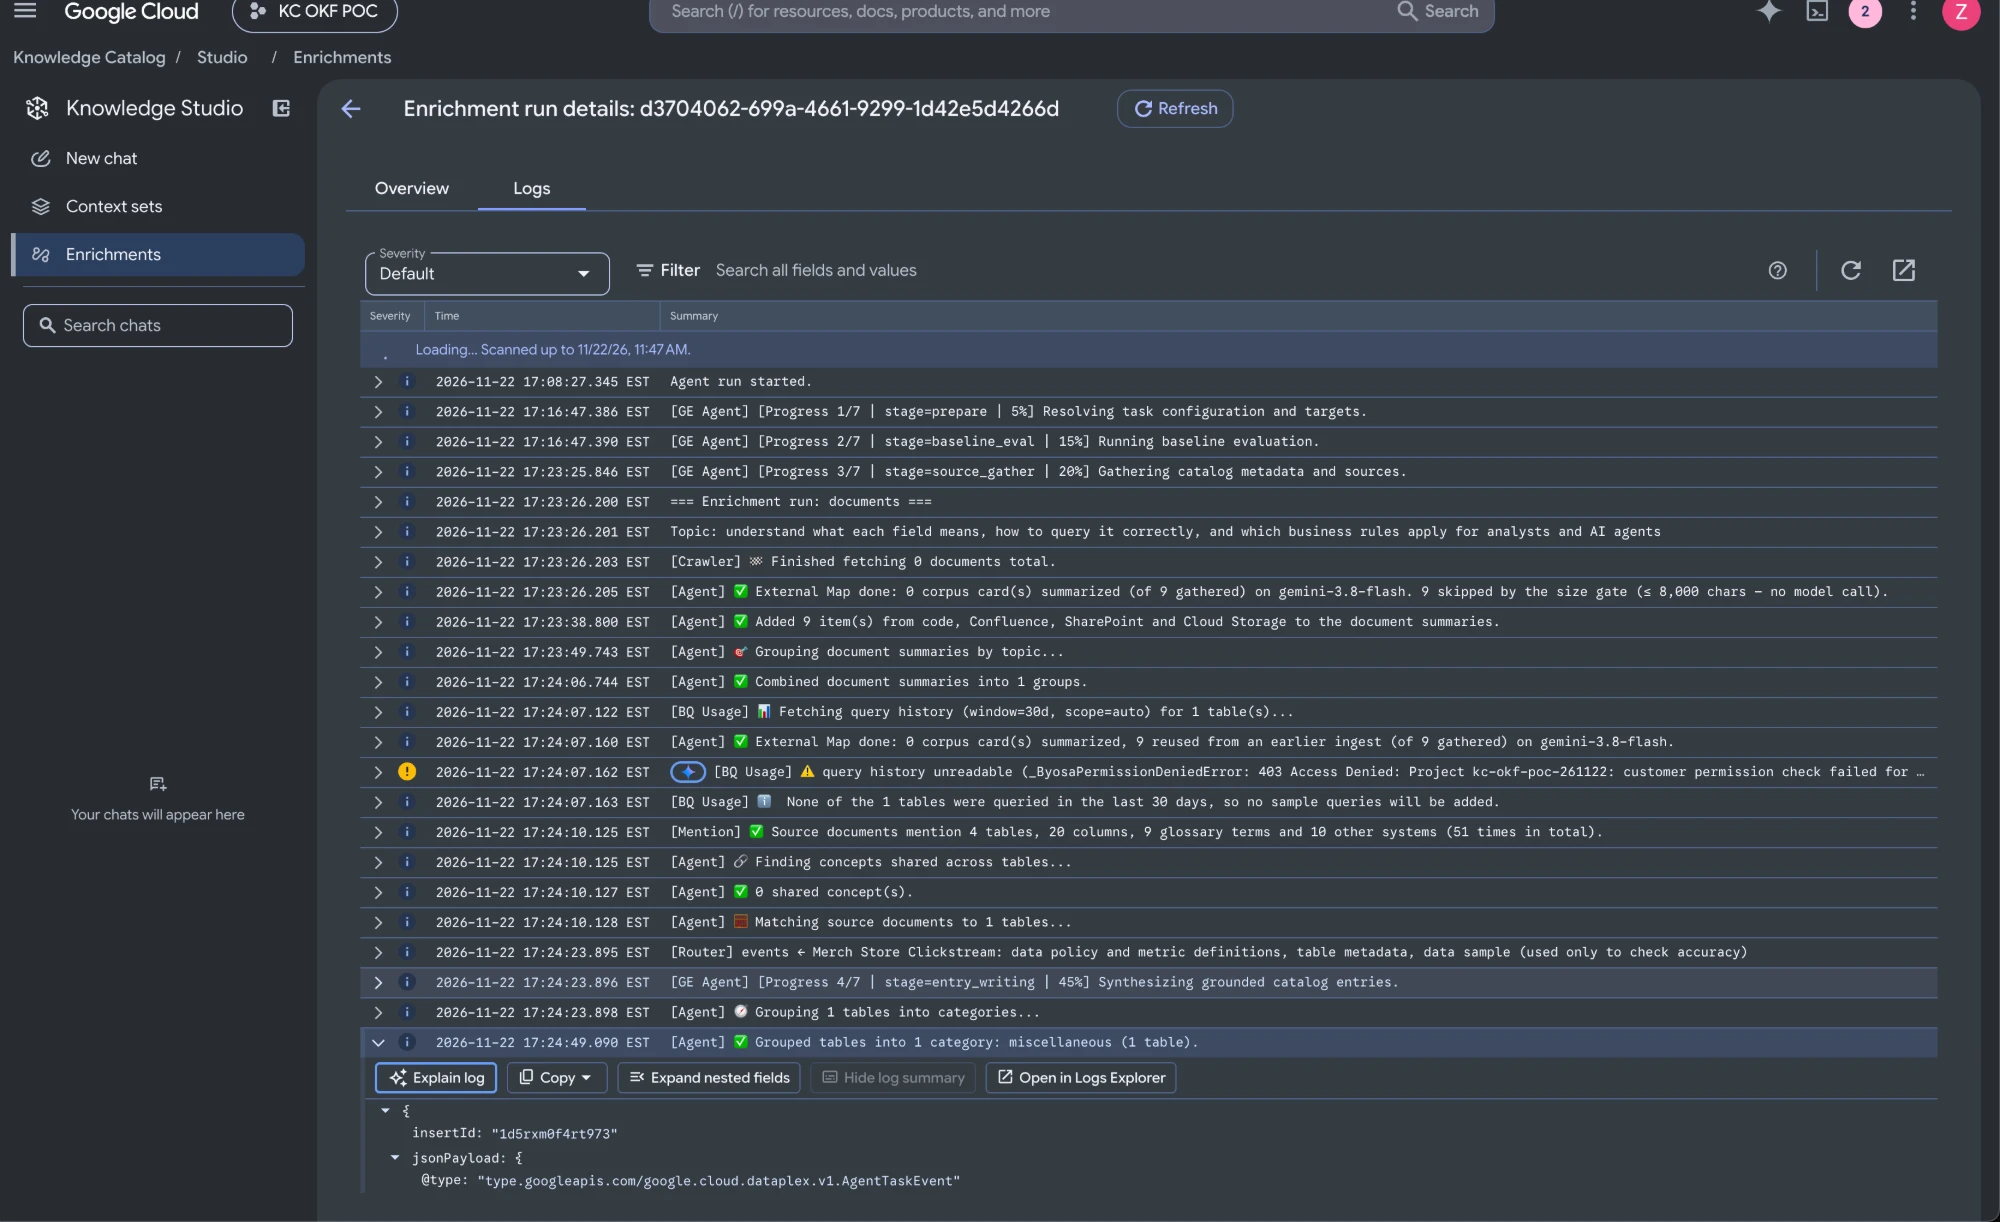 Google Cloud
KC OKF POC
Search (/) for resources, docs, products, and more
Search
2
Z
Knowledge Catalog / Studio / Enrichments
Knowledge Studio
New chat
Context sets
Enrichments
Search chats
Your chats will appear here
Enrichment run details: d3704062-699a-4661-9299-1d42e5d4266d
Refresh
Overview
Logs
Severity
Default
Filter
Search all fields and values
Severity Time Summary
Loading... Scanned up to 11/22/26, 11:47 AM.
2026-11-22 17:08:27.345 EST Agent run started.
2026-11-22 17:16:47.386 EST [GE Agent] [Progress 1/7 | stage=prepare | 5%] Resolving task configuration and targets.
2026-11-22 17:16:47.390 EST [GE Agent] [Progress 2/7 | stage=baseline_eval | 15%] Running baseline evaluation.
2026-11-22 17:23:25.846 EST [GE Agent] [Progress 3/7 | stage=source_gather | 20%] Gathering catalog metadata and sources.
2026-11-22 17:23:26.200 EST === Enrichment run: documents ===
2026-11-22 17:23:26.201 EST Topic: understand what each field means, how to query it correctly, and which business rules apply for analysts and AI agents
2026-11-22 17:23:26.203 EST [Crawler] 🏁 Finished fetching 0 documents total.
2026-11-22 17:23:26.205 EST [Agent] ✅ External Map done: 0 corpus card(s) summarized (of 9 gathered) on gemini-3.8-flash. 9 skipped by the size gate (≤ 8,000 chars — no model call).
2026-11-22 17:23:38.800 EST [Agent] ✅ Added 9 item(s) from code, Confluence, SharePoint and Cloud Storage to the document summaries.
2026-11-22 17:23:49.743 EST [Agent] 🎯 Grouping document summaries by topic...
2026-11-22 17:24:06.744 EST [Agent] ✅ Combined document summaries into 1 groups.
2026-11-22 17:24:07.122 EST [BQ Usage] 📊 Fetching query history (window=30d, scope=auto) for 1 table(s)...
2026-11-22 17:24:07.160 EST [Agent] ✅ External Map done: 0 corpus card(s) summarized, 9 reused from an earlier ingest (of 9 gathered) on gemini-3.8-flash.
2026-11-22 17:24:07.162 EST [BQ Usage] ⚠️ query history unreadable (_ByosaPermissionDeniedError: 403 Access Denied: Project kc-okf-poc-261122: customer permission check failed for …
2026-11-22 17:24:07.163 EST [BQ Usage] ℹ️ None of the 1 tables were queried in the last 30 days, so no sample queries will be added.
2026-11-22 17:24:10.125 EST [Mention] ✅ Source documents mention 4 tables, 20 columns, 9 glossary terms and 10 other systems (51 times in total).
2026-11-22 17:24:10.125 EST [Agent] 🔗 Finding concepts shared across tables...
2026-11-22 17:24:10.127 EST [Agent] ✅ 0 shared concept(s).
2026-11-22 17:24:10.128 EST [Agent] 🧱 Matching source documents to 1 tables...
2026-11-22 17:24:23.895 EST [Router] events ← Merch Store Clickstream: data policy and metric definitions, table metadata, data sample (used only to check accuracy)
2026-11-22 17:24:23.896 EST [GE Agent] [Progress 4/7 | stage=entry_writing | 45%] Synthesizing grounded catalog entries.
2026-11-22 17:24:23.898 EST [Agent] 🧭 Grouping 1 tables into categories...
2026-11-22 17:24:49.090 EST [Agent] ✅ Grouped tables into 1 category: miscellaneous (1 table).
Explain log
Copy
Expand nested fields
Hide log summary
Open in Logs Explorer
{
insertId: "1d5rxm0f4rt973"
jsonPayload: {
@type: "type.googleapis.com/google.cloud.dataplex.v1.AgentTaskEvent"